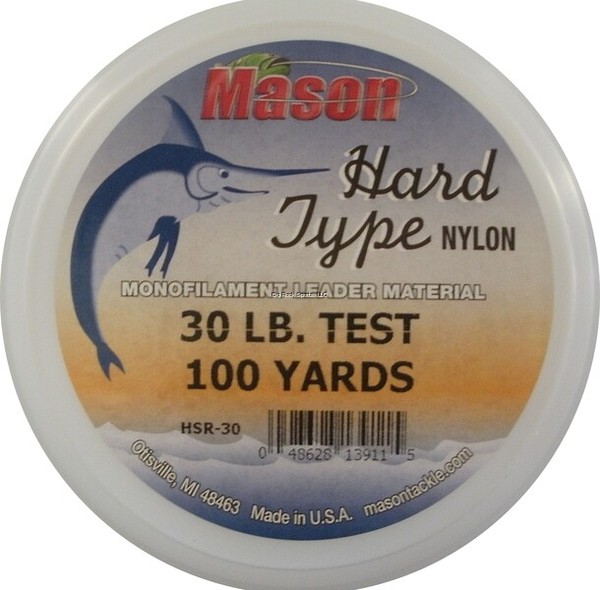 Mason
Hard
Type NYLON
MONOFILAMENT LEADER MATERIAL
30 LB. TEST
100 YARDS
HSR-30
0 48628 13911 5
Otisville, MI 48463 Made in U.S.A. masontackle.com